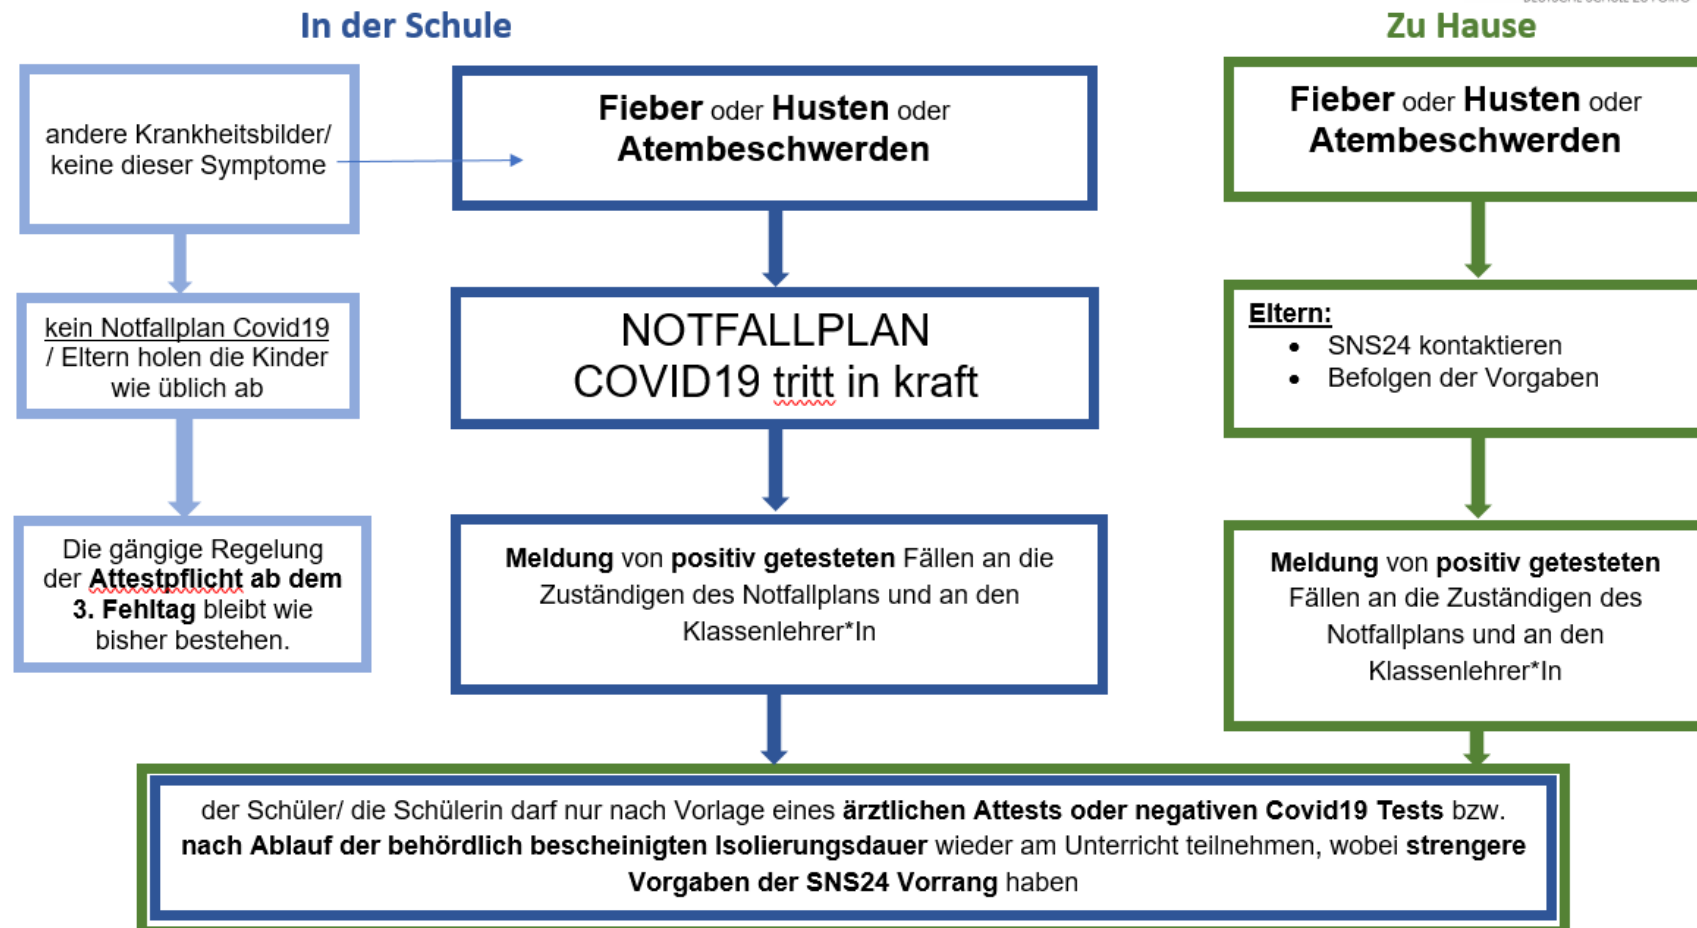 In der Schule
andere Krankheitsbilder/
keine dieser Symptome
kein Notfallplan Covid19
/ Eltern holen die Kinder
wie üblich ab
Die gängige Regelung
der Attestpflicht ab dem
3. Fehltag bleibt wie
bisher bestehen.
Fieber oder Husten oder
Atembeschwerden
NOTFALLPLAN
COVID19 tritt in kraft
Meldung von positiv getesteten Fällen an die
Zuständigen des Notfallplans und an den
Klassenlehrer*In
Zu Hause
Fieber oder Husten oder
Atembeschwerden
Eltern:
• SNS24 kontaktieren
• Befolgen der Vorgaben
Meldung von positiv getesteten
Fällen an die Zuständigen des
Notfallplans und an den
Klassenlehrer*In
der Schüler/ die Schülerin darf nur nach Vorlage eines ärztlichen Attests oder negativen Covid19 Tests bzw.
nach Ablauf der behördlich bescheinigten Isolierungsdauer wieder am Unterricht teilnehmen, wobei strengere
Vorgaben der SNS24 Vorrang haben